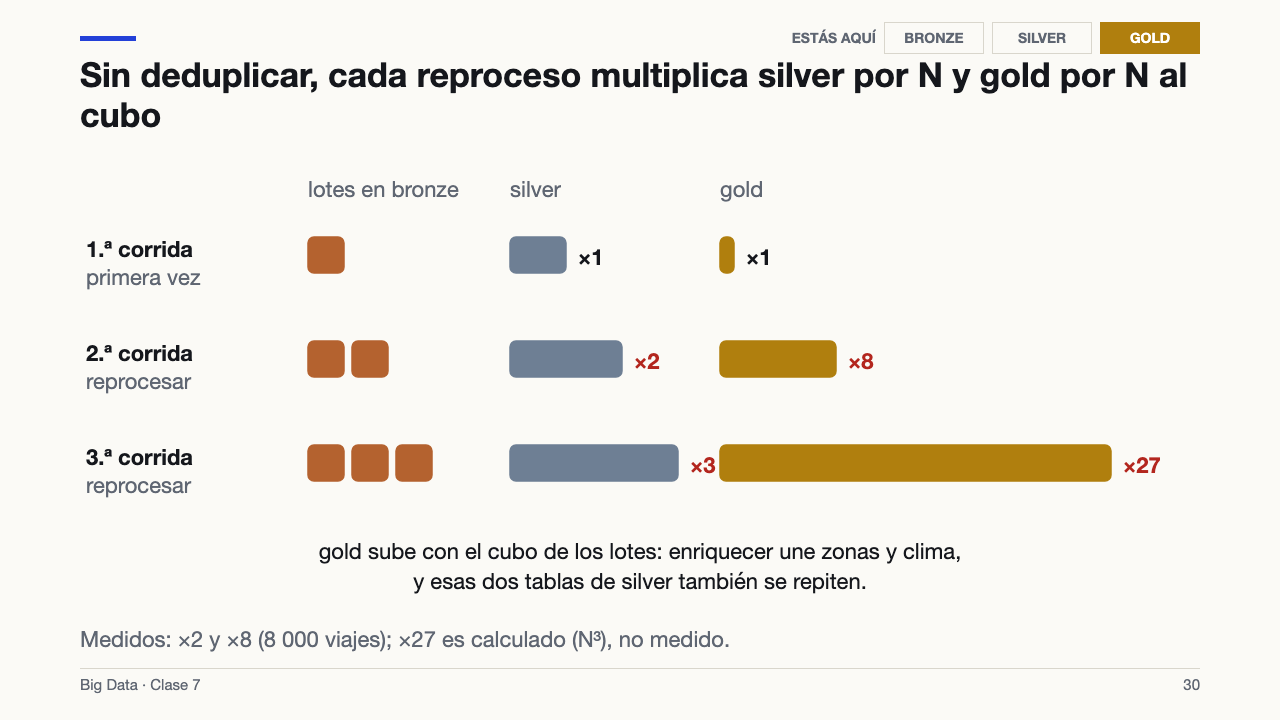 ESTÁS AQUÍ BRONZE SILVER GOLD
Sin deduplicar, cada reproceso multiplica silver por N y gold por N al
cubo
lotes en bronze silver gold
1.ª corrida
primera vez
×1 ×1
2.ª corrida
reprocesar
×2 ×8
3.ª corrida
reprocesar
×3 ×27
gold sube con el cubo de los lotes: enriquecer une zonas y clima,
y esas dos tablas de silver también se repiten.
Medidos: ×2 y ×8 (8 000 viajes); ×27 es calculado (N³), no medido.
Big Data · Clase 7 30